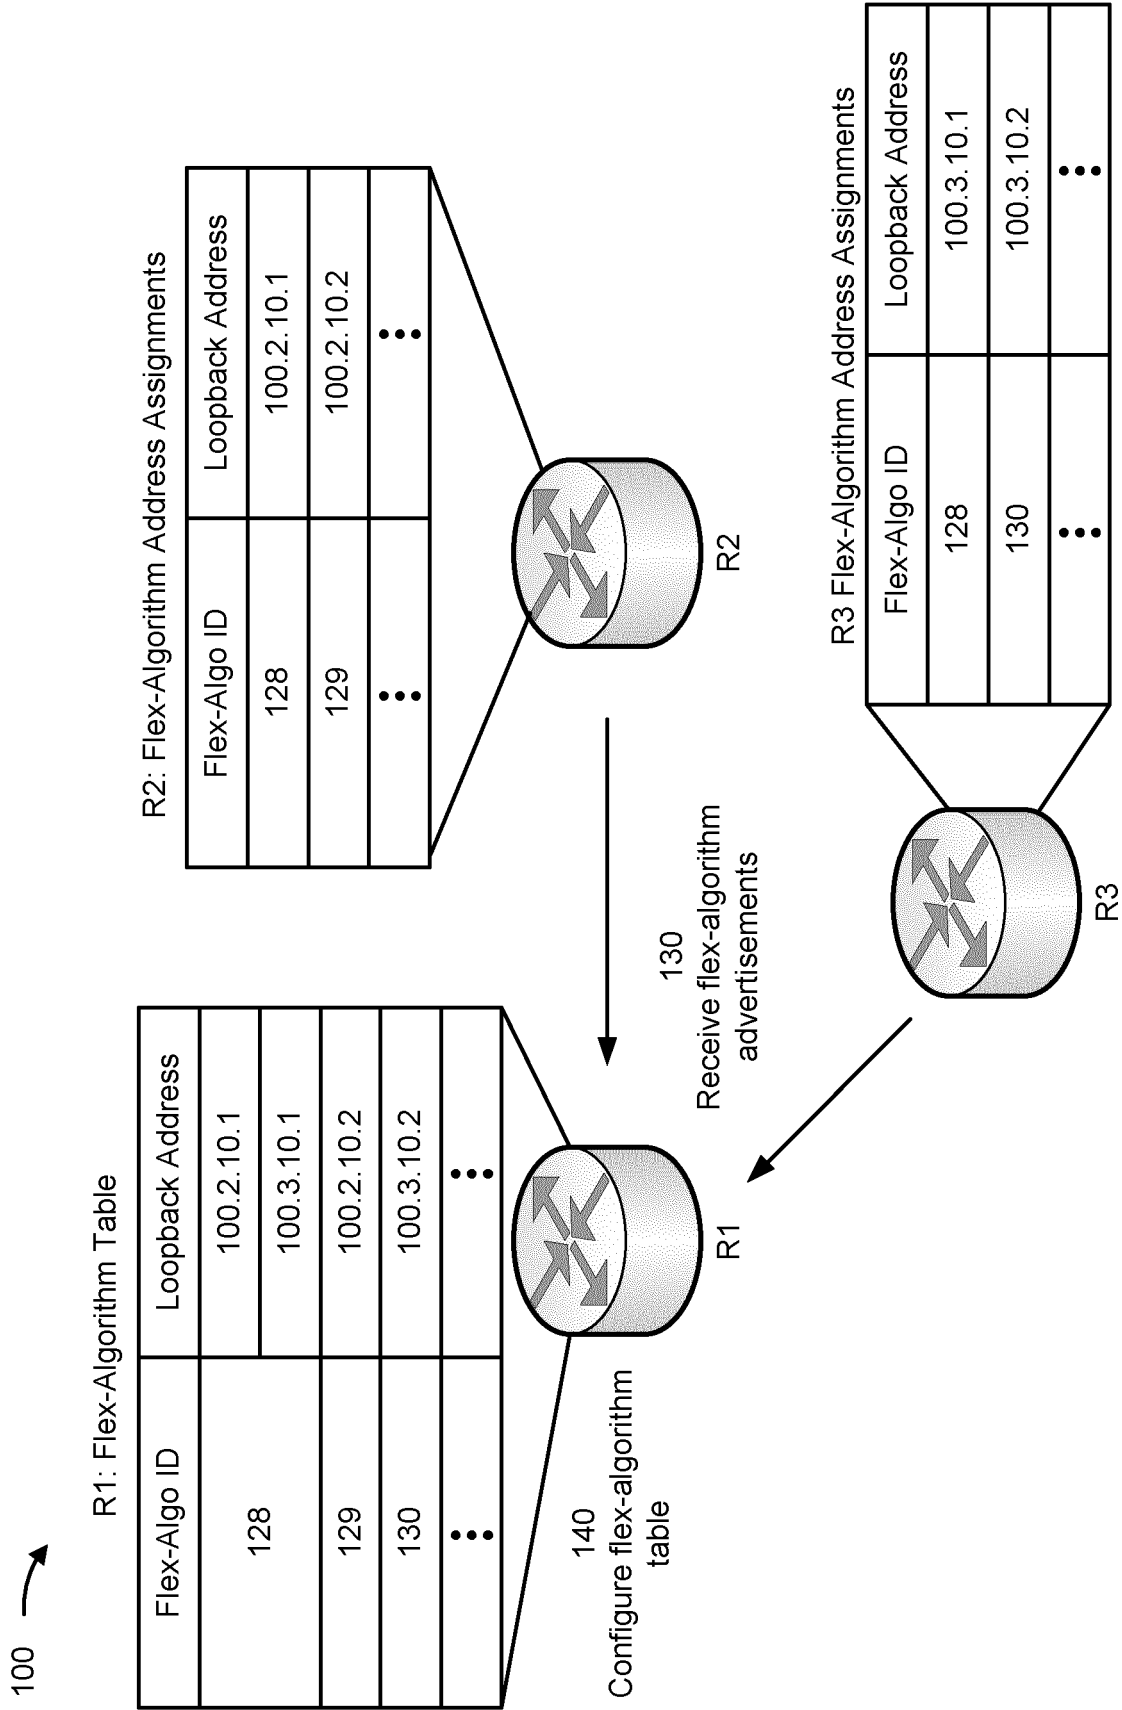 100
R1: Flex-Algorithm Table
Flex-Algo ID Loopback Address
128 100.2.10.1
100.3.10.1
129 100.2.10.2
130 100.3.10.2
140
Configure flex-algorithm
table
R1
R2: Flex-Algorithm Address Assignments
Flex-Algo ID Loopback Address
128 100.2.10.1
129 100.2.10.2
R2
130
Receive flex-algorithm
advertisements
R3 Flex-Algorithm Address Assignments
Flex-Algo ID Loopback Address
128 100.3.10.1
130 100.3.10.2
R3